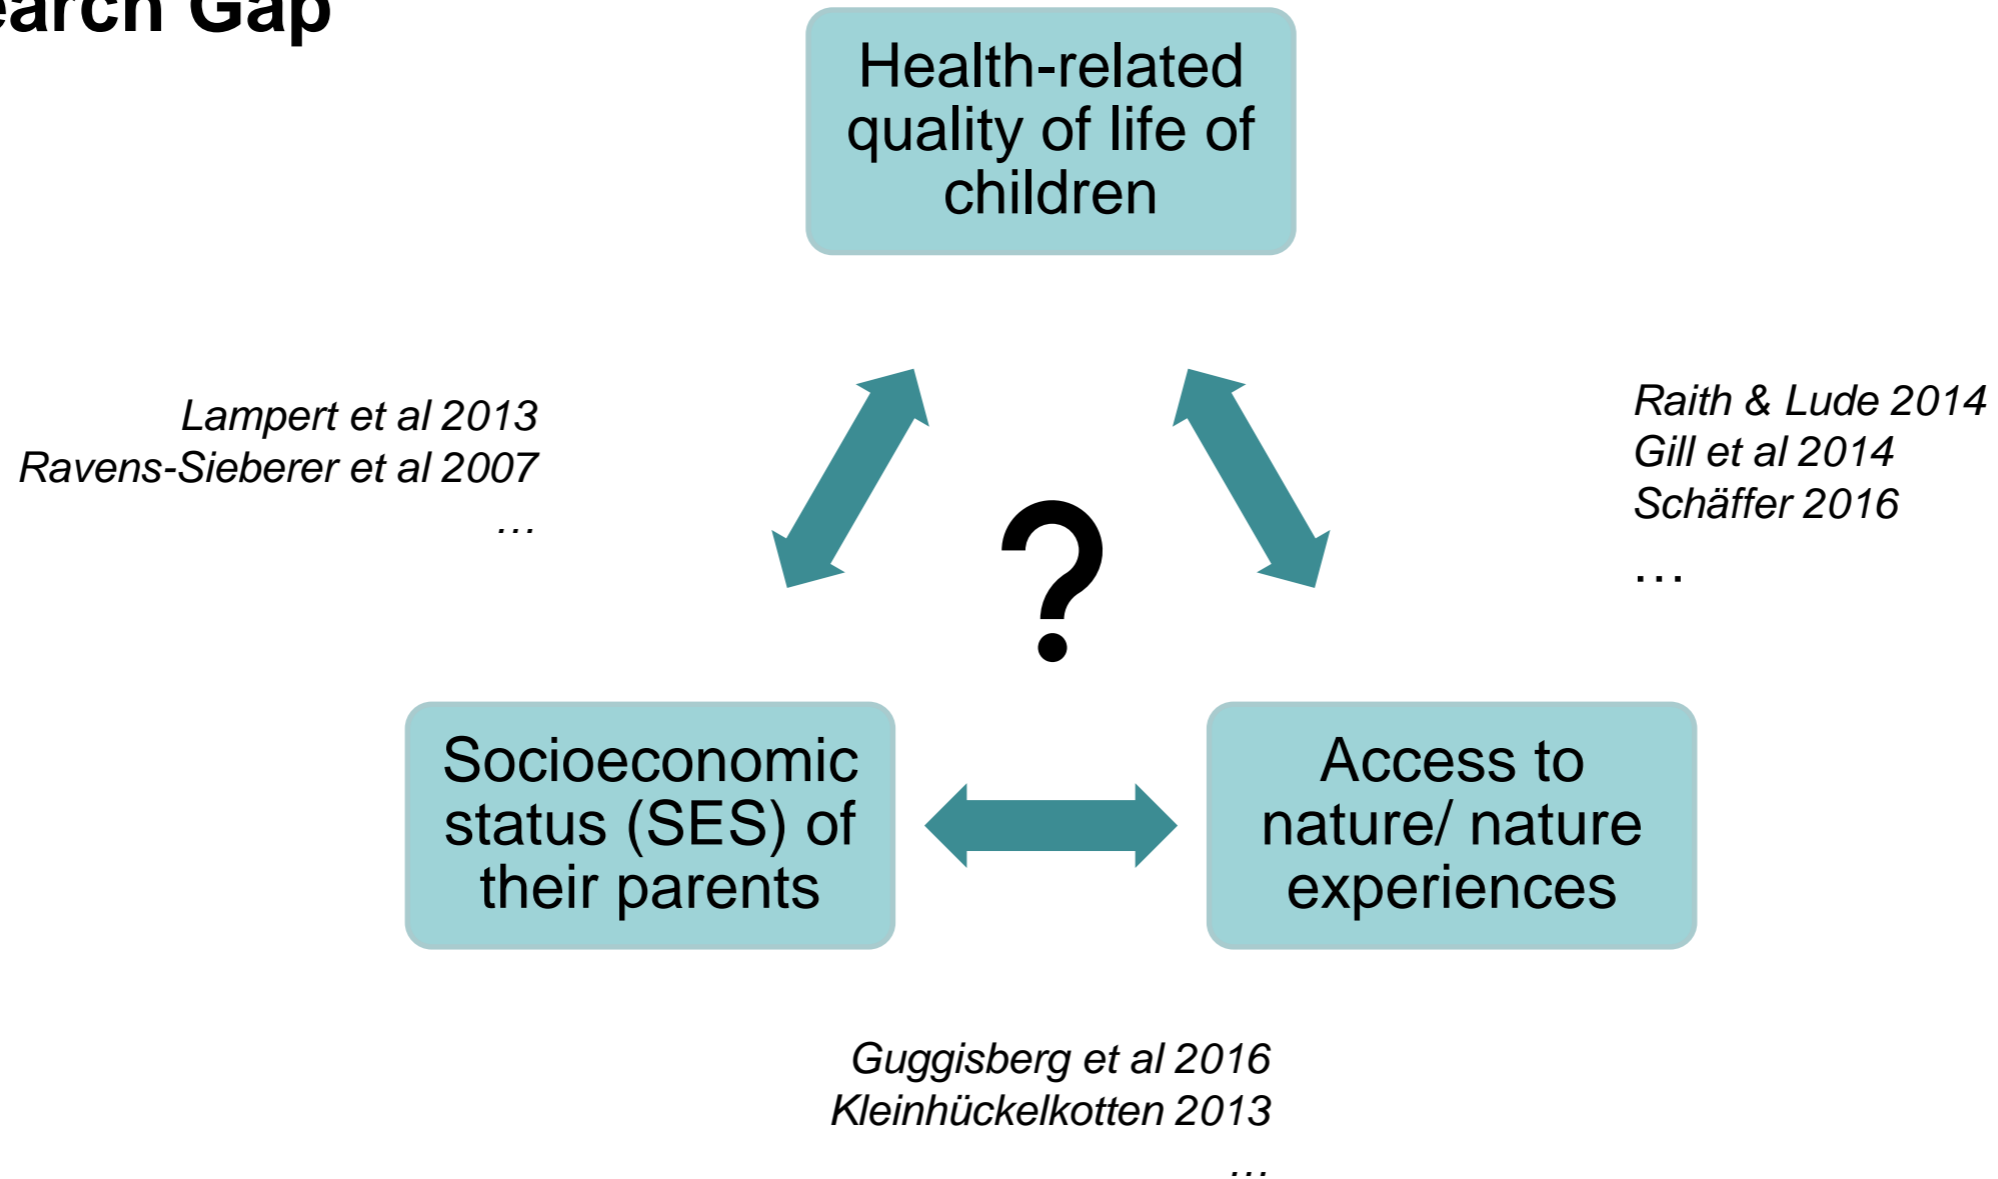 earch Gap
Health-related
quality of life of
children
Lampert et al 2013
Ravens-Sieberer et al 2007
…
Raith & Lude 2014
Gill et al 2014
Schäffer 2016
…
?
Socioeconomic
status (SES) of
their parents
Access to
nature/ nature
experiences
Guggisberg et al 2016
Kleinhückelkotten 2013
…